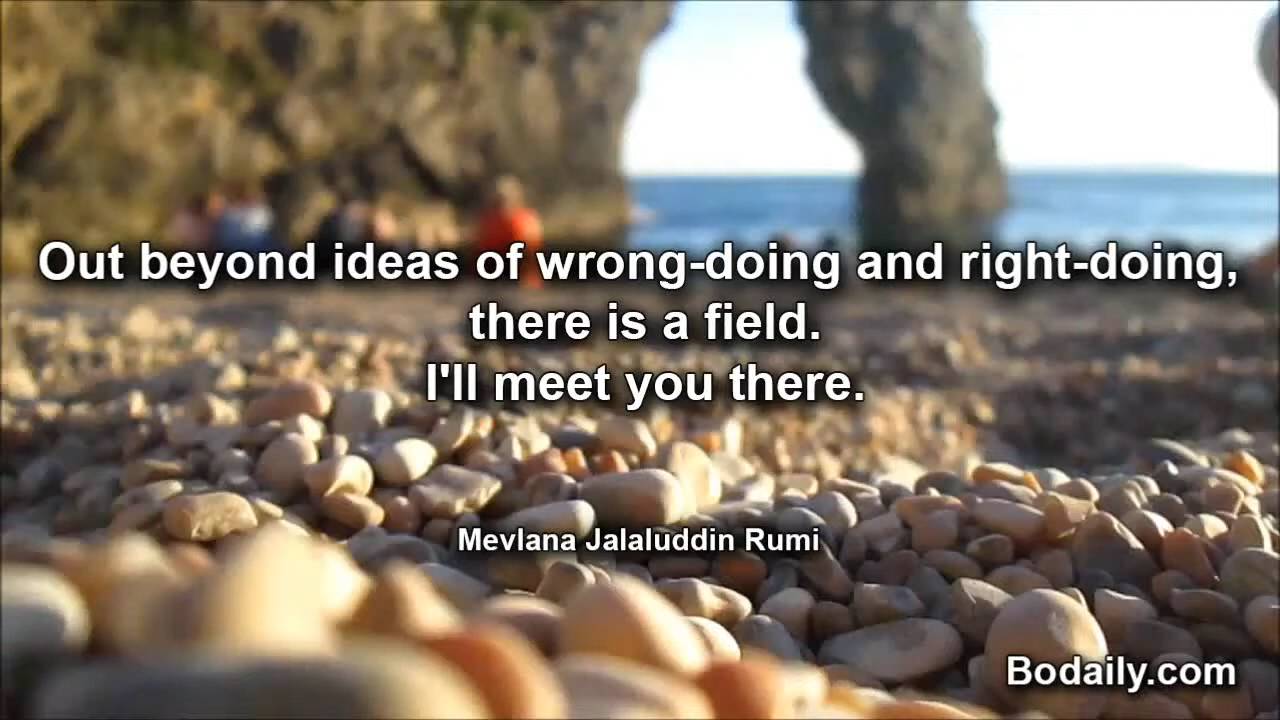 Out beyond ideas of wrong-doing and right-doing,
there is a field.
I'll meet you there.
Mevlana Jalaluddin Rumi
Bodaily.com